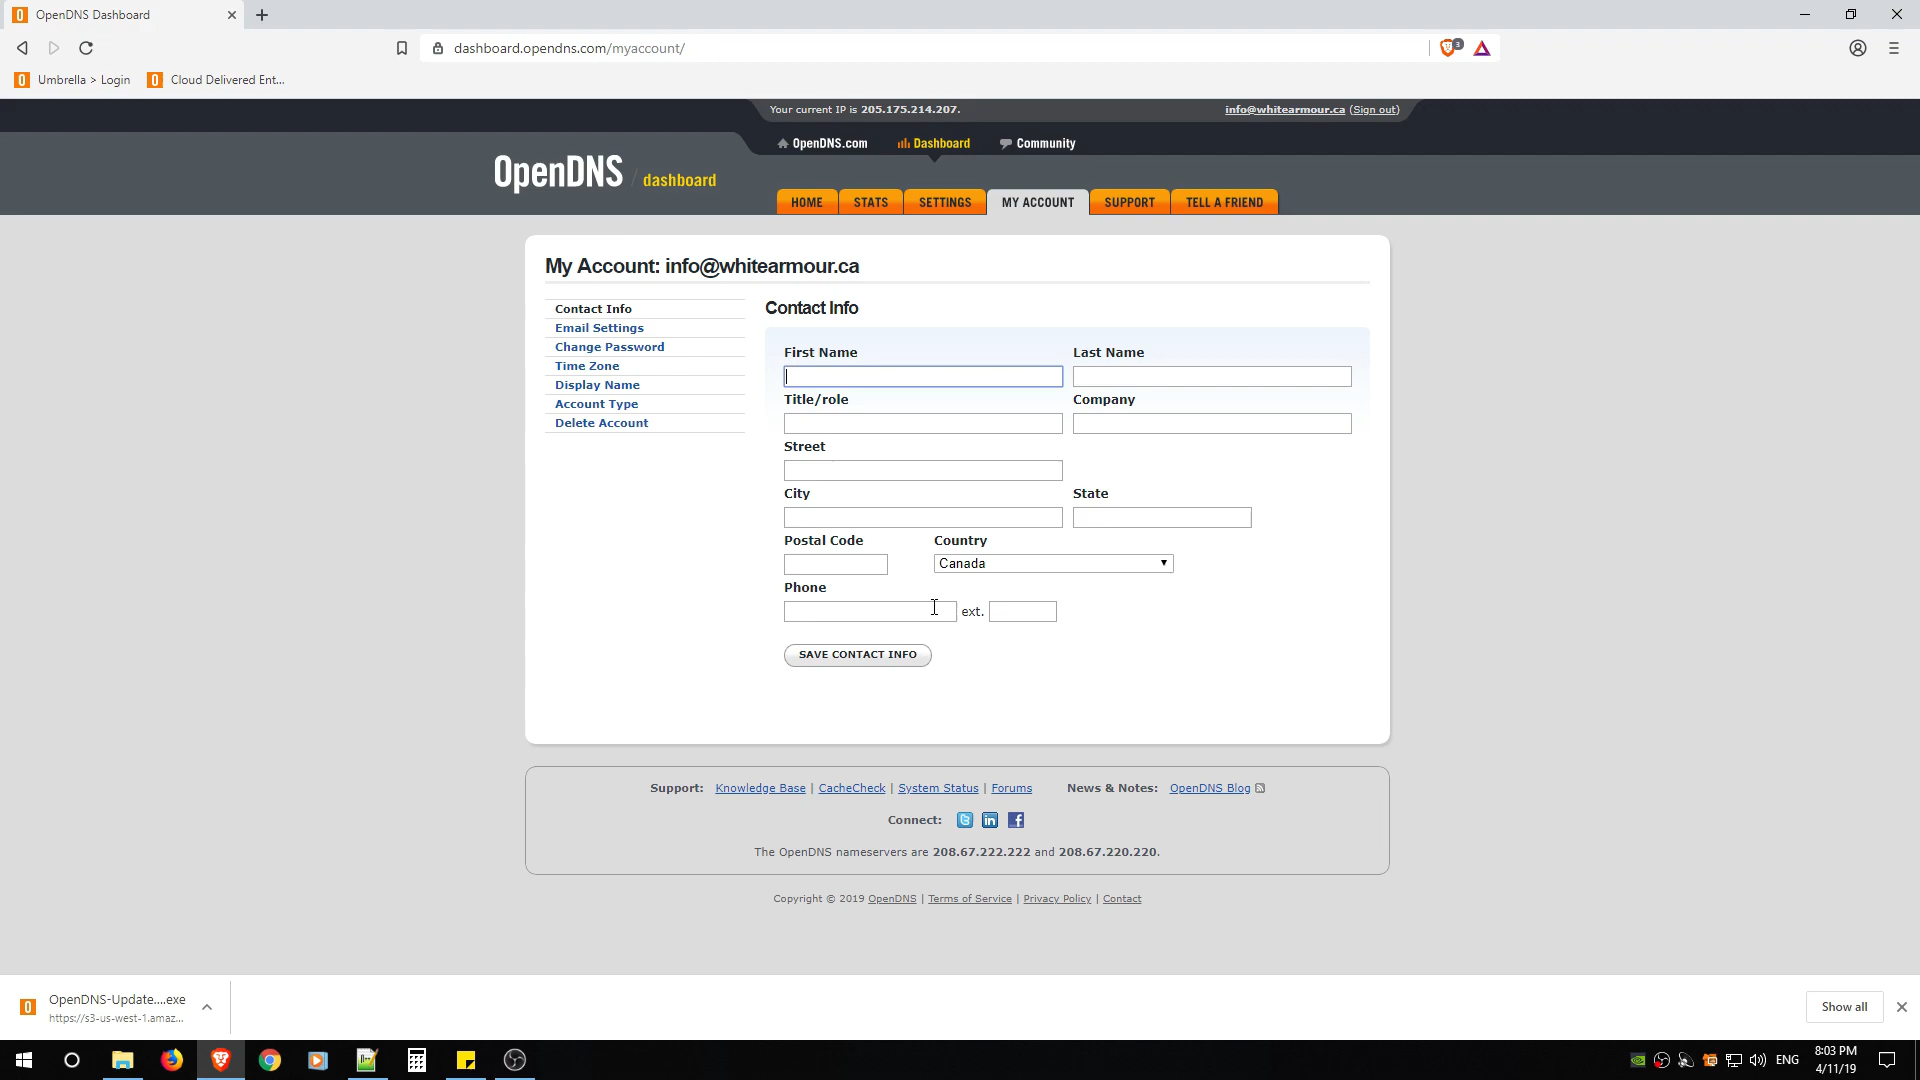 OpenDNS Dashboard
dashboard.opendns.com/myaccount/
3
Umbrella > Login
Cloud Delivered Ent...
Your current IP is 205.175.214.207.
info@whitearmour.ca (Sign out)
OpenDNS.com
Dashboard
Community
OpenDNS / dashboard
HOME
STATS
SETTINGS
MY ACCOUNT
SUPPORT
TELL A FRIEND
My Account: info@whitearmour.ca
Contact Info
Email Settings
Change Password
Time Zone
Display Name
Account Type
Delete Account
Contact Info
First Name
Last Name
Title/role
Company
Street
City
State
Postal Code
Country
Canada
Phone
ext.
SAVE CONTACT INFO
Support: Knowledge Base | CacheCheck | System Status | Forums
News & Notes: OpenDNS Blog
Connect:
The OpenDNS nameservers are 208.67.222.222 and 208.67.220.220.
Copyright © 2019 OpenDNS | Terms of Service | Privacy Policy | Contact
OpenDNS-Update....exe
https://s3-us-west-1.amaz...
Show all
ENG
8:03 PM
4/11/19